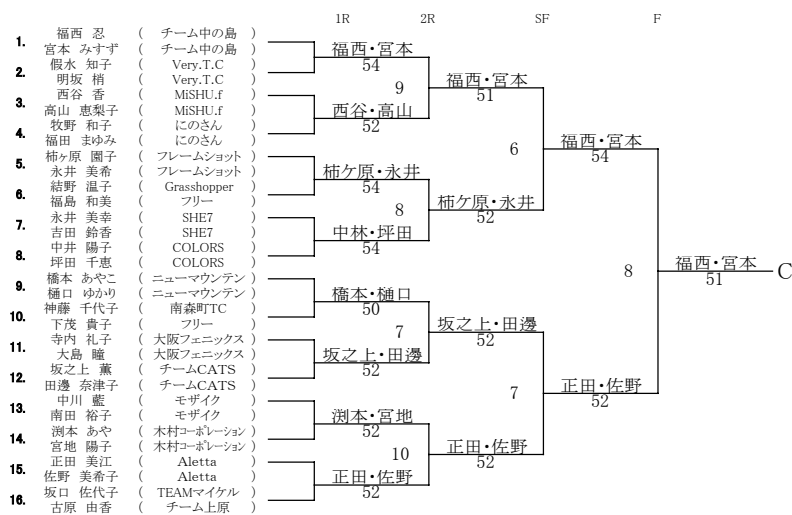 1R 2R SF F
1. 福西 忍 ( チーム中の島 )
宮本 みすず ( チーム中の島 )
2. 假水 知子 ( Very.T.C )
明坂 梢 ( Very.T.C )
3. 西谷 香 ( MiSHU.f )
高山 恵梨子 ( MiSHU.f )
4. 牧野 和子 ( にのさん )
福田 まゆみ ( にのさん )
5. 柿ヶ原 園子 ( フレームショット )
永井 美希 ( フレームショット )
6. 結野 温子 ( Grasshopper )
福島 和美 ( フリー )
7. 永井 美幸 ( SHE7 )
吉田 鈴香 ( SHE7 )
8. 中井 陽子 ( COLORS )
坪田 千恵 ( COLORS )
9. 橋本 あやこ ( ニューマウンテン )
樋口 ゆかり ( ニューマウンテン )
10. 神藤 千代子 ( 南森町TC )
下茂 貴子 ( フリー )
11. 寺内 礼子 ( 大阪フェニックス )
大島 瞳 ( 大阪フェニックス )
12. 坂之上 薫 ( チームCATS )
田邊 奈津子 ( チームCATS )
13. 中川 藍 ( モザイク )
南田 裕子 ( モザイク )
14. 渕本 あや ( 木村コーポレーション )
宮地 陽子 ( 木村コーポレーション )
15. 正田 美江 ( Aletta )
佐野 美希子 ( Aletta )
16. 坂口 佐代子 ( TEAMマイケル )
古原 由香 ( チーム上原 )
福西・宮本
54
西谷・高山
52
柿ケ原・永井
54
中林・坪田
54
橋本・樋口
50
坂之上・田邊
52
渕本・宮地
52
正田・佐野
52
9
福西・宮本
51
8
柿ケ原・永井
52
7
坂之上・田邊
52
10
正田・佐野
52
6
福西・宮本
54
7
正田・佐野
52
8
福西・宮本
51
C